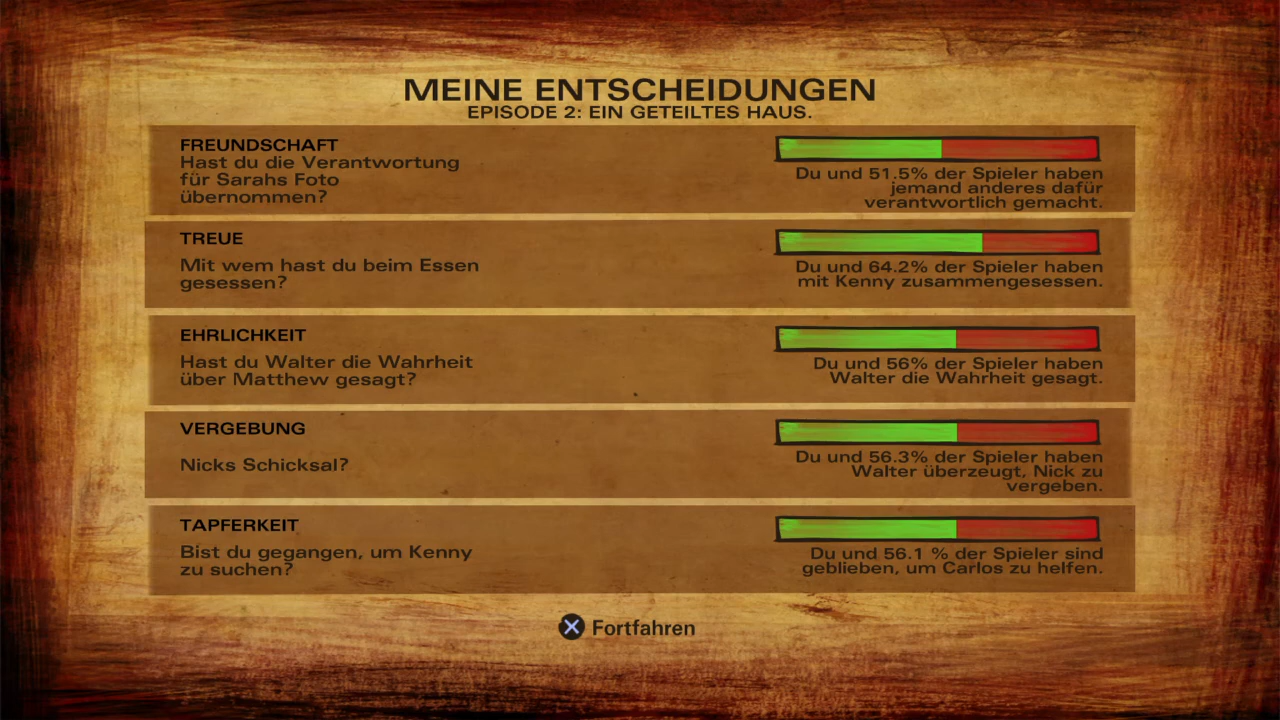 MEINE ENTSCHEIDUNGEN
EPISODE 2: EIN GETEILTES HAUS.
FREUNDSCHAFT
Hast du die Verantwortung
für Sarahs Foto
übernommen?
Du und 51.5% der Spieler haben
jemand anderes dafür
verantwortlich gemacht.
TREUE
Mit wem hast du beim Essen
gesessen?
Du und 64.2% der Spieler haben
mit Kenny zusammengesessen.
EHRLICHKEIT
Hast du Walter die Wahrheit
über Matthew gesagt?
Du und 56% der Spieler haben
Walter die Wahrheit gesagt.
VERGEBUNG
Nicks Schicksal?
Du und 56.3% der Spieler haben
Walter überzeugt, Nick zu
vergeben.
TAPFERKEIT
Bist du gegangen, um Kenny
zu suchen?
Du und 56.1 % der Spieler sind
geblieben, um Carlos zu helfen.
Fortfahren